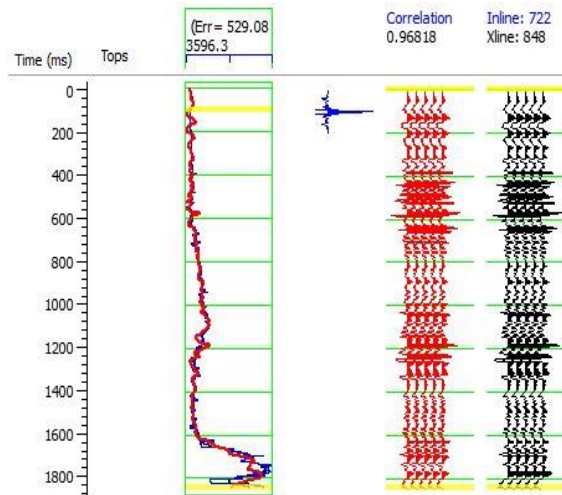 (Err = 529.08
3596.3
Correlation
0.96818
Inline: 722
Xline: 848
Time (ms)
Tops
0
200
400
600
800
1000
1200
1400
1600
1800